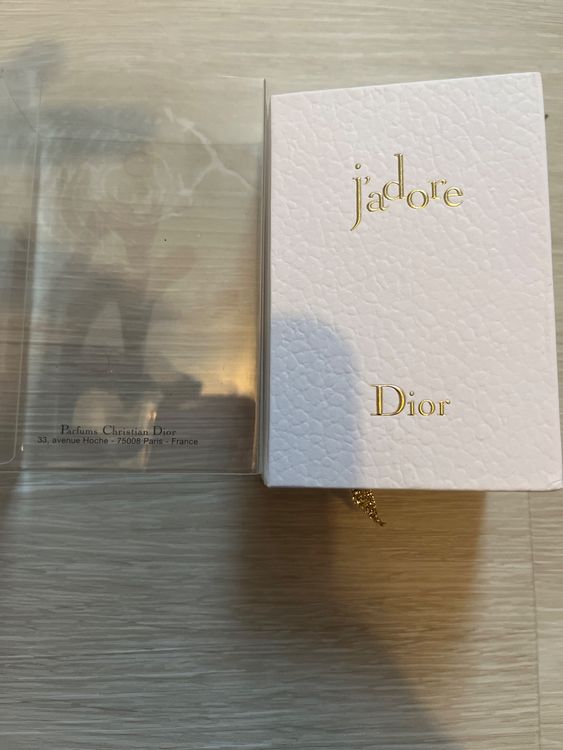 j'adore
Dior
Parfums Christian Dior
33, avenue Hoche - 75008 Paris - France